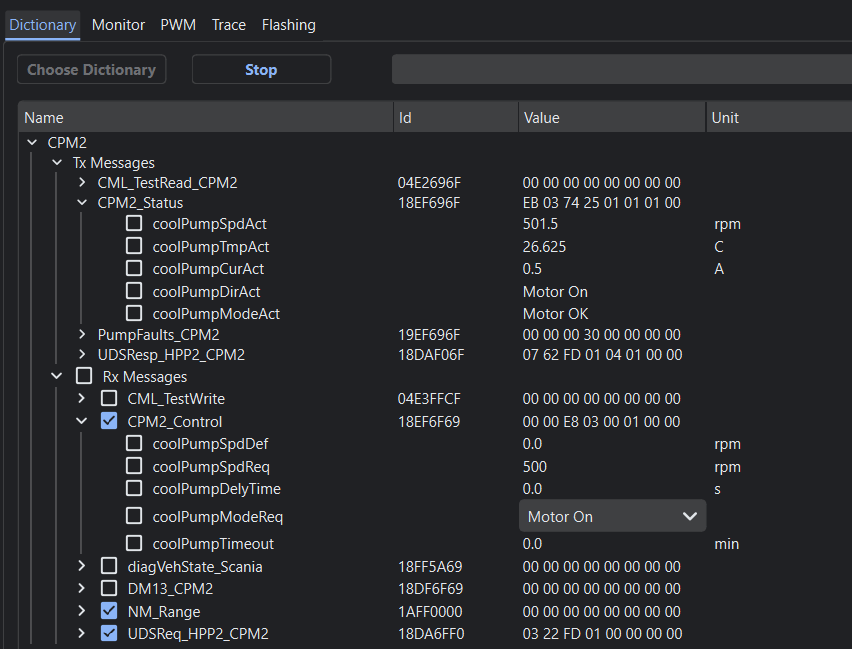 Dictionary Monitor PWM Trace Flashing
Choose Dictionary Stop
Name Id Value Unit
CPM2
Tx Messages
CML_TestRead_CPM2 04E2696F 00 00 00 00 00 00 00 00
CPM2_Status 18EF696F EB 03 74 25 01 01 01 00
coolPumpSpdAct 501.5 rpm
coolPumpTmpAct 26.625 C
coolPumpCurAct 0.5 A
coolPumpDirAct Motor On
coolPumpModeAct Motor OK
PumpFaults_CPM2 19EF696F 00 00 00 30 00 00 00 00
UDSResp_HPP2_CPM2 18DAF06F 07 62 FD 01 04 01 00 00
Rx Messages
CML_TestWrite 04E3FFCF 00 00 00 00 00 00 00 00
CPM2_Control 18EF6F69 00 00 E8 03 00 01 00 00
coolPumpSpdDef 0.0 rpm
coolPumpSpdReq 500 rpm
coolPumpDelyTime 0.0 s
coolPumpModeReq Motor On
coolPumpTimeout 0.0 min
diagVehState_Scania 18FF5A69 00 00 00 00 00 00 00 00
DM13_CPM2 18DF6F69 00 00 00 00 00 00 00 00
NM_Range 1AFF0000 00 00 00 00 00 00 00 00
UDSReq_HPP2_CPM2 18DA6FF0 03 22 FD 01 00 00 00 00